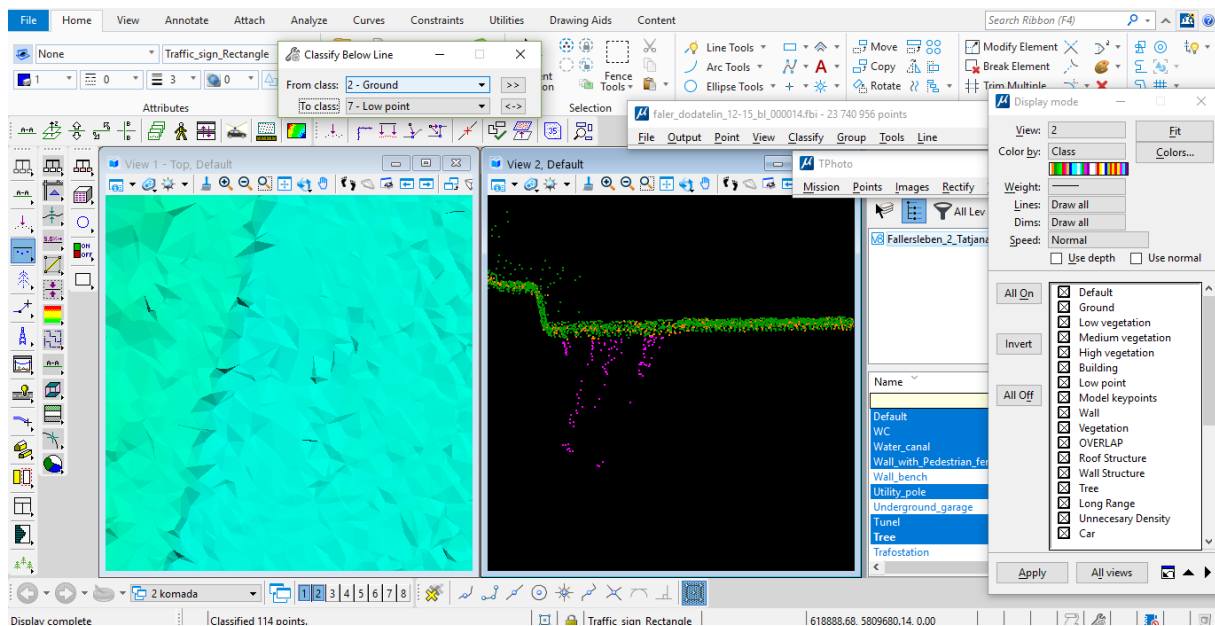 File Home View Annotate Attach Analyze Curves Constraints Utilities Drawing Aids Content Search Ribbon (F4)
None Traffic_sign_Rectangle
Classify Below Line
From class: 2 - Ground >>
To class: 7 - Low point <->
1 0 3 0
Attributes
Fence
Tools
Selection
Line Tools
Arc Tools
Ellipse Tools
Move
Copy
Rotate
Modify Element
Break Element
Trim Multiple
faler_dodatelin_12-15_bl_000014.fbi - 23 740 956 points
File Output Point View Classify Group Tools Line
TPhoto
Mission Points Images Rectify
View 1 - Top, Default
View 2, Default
All Lev
Fallersleben_2_Tatjana
Name
Default
WC
Water_canal
Wall_with_Pedestrian_fer
Wall_bench
Utility_pole
Underground_garage
Tunel
Tree
Trafostation
Display mode
View: 2 Fit
Color by: Class Colors...
Weight:
Lines: Draw all
Dims: Draw all
Speed: Normal
Use depth Use normal
All On
Invert
All Off
Default
Ground
Low vegetation
Medium vegetation
High vegetation
Building
Low point
Model keypoints
Wall
Vegetation
OVERLAP
Roof Structure
Wall Structure
Tree
Long Range
Unnecesary Density
Car
Apply All views
2 komada 1 2 3 4 5 6 7 8
Display complete Classified 114 points. Traffic_sign_Rectangle 618888.68, 5809680.14, 0.00